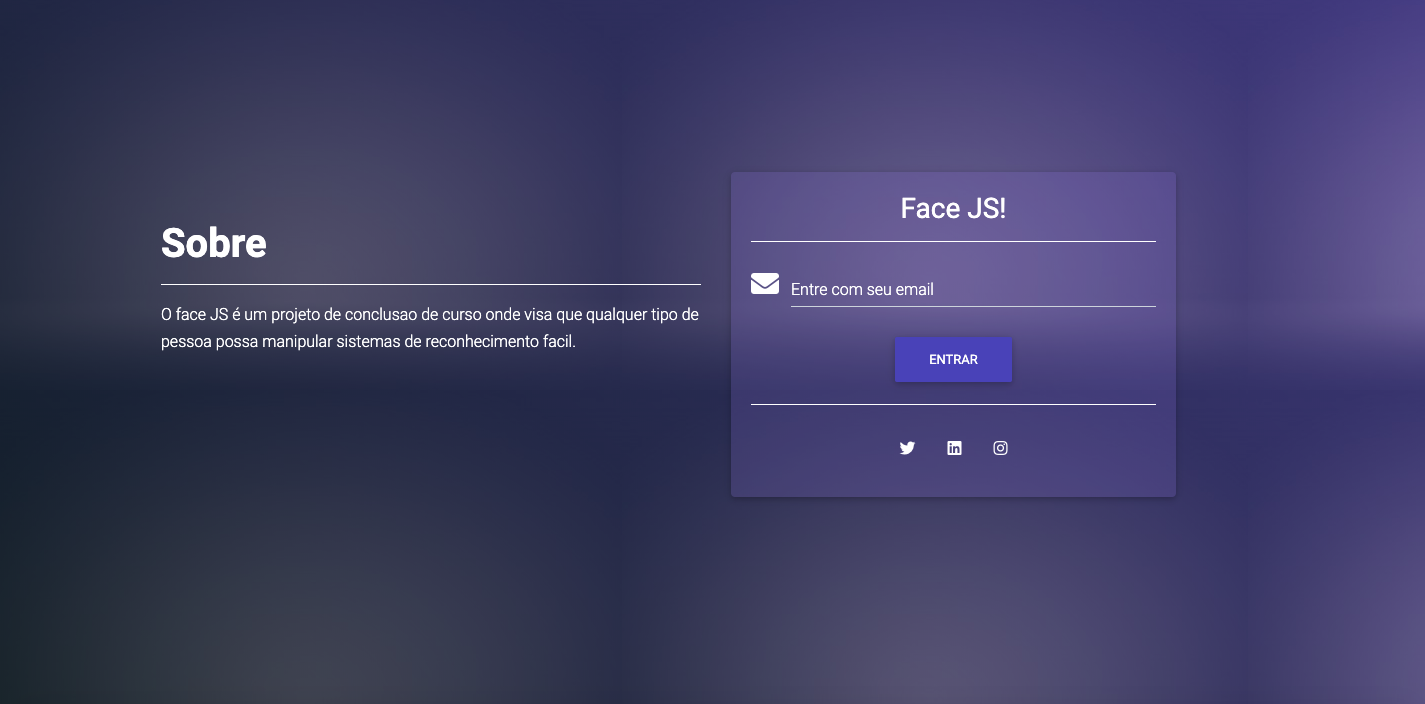 Sobre
O face JS é um projeto de conclusao de curso onde visa que qualquer tipo de
pessoa possa manipular sistemas de reconhecimento facil.
Face JS!
Entre com seu email
ENTRAR